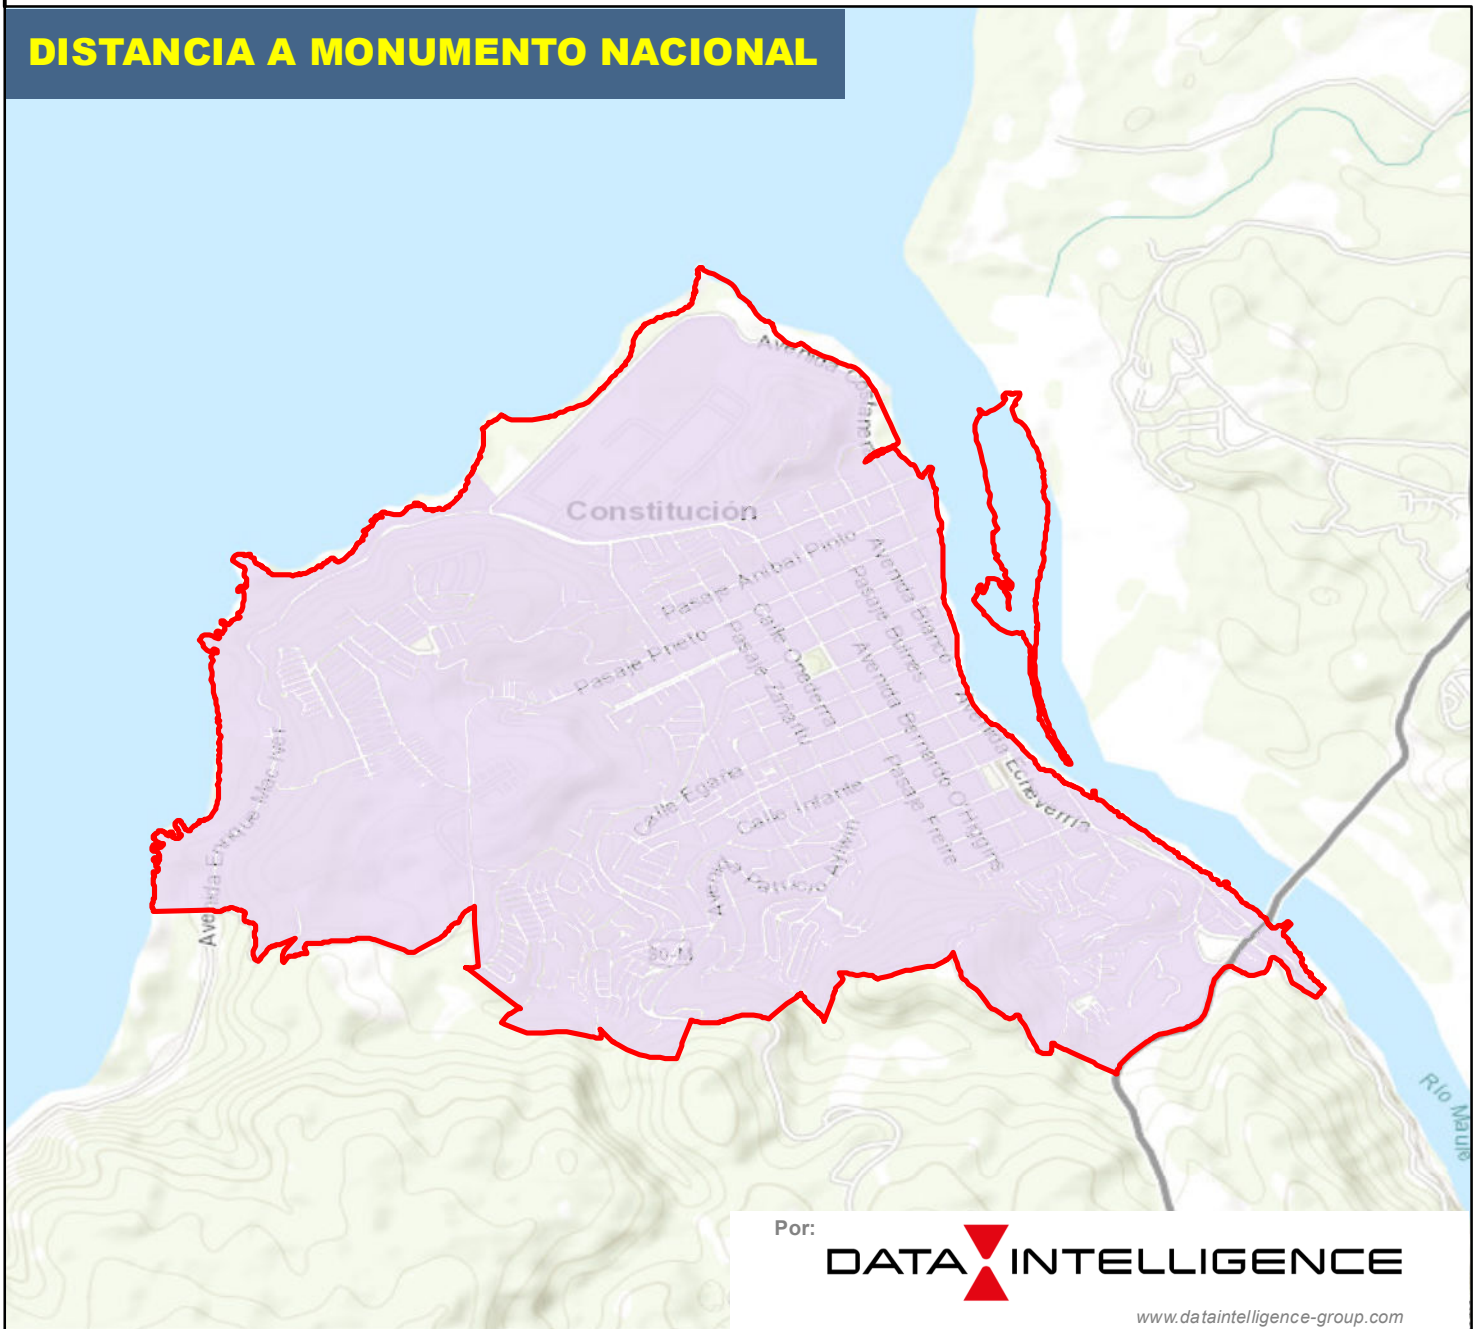 DISTANCIA A MONUMENTO NACIONAL
Avenida Costanera
Constitución
Pasaje Aníbal Pinto
Avenida Blanco
Pasaje Bulnes
Calle Oñederra
Pasaje Prieto
Pasaje Zañartu
Avenida Bernardo O'Higgins
Avenida Echeverría
Avenida Enrique Mac-Iver
Calle Egaña
Calle Infante
Pasaje Freire
Avenida Patricio Aylwin
30-M
Río Maule
Por:
DATA INTELLIGENCE
www.dataintelligence-group.com